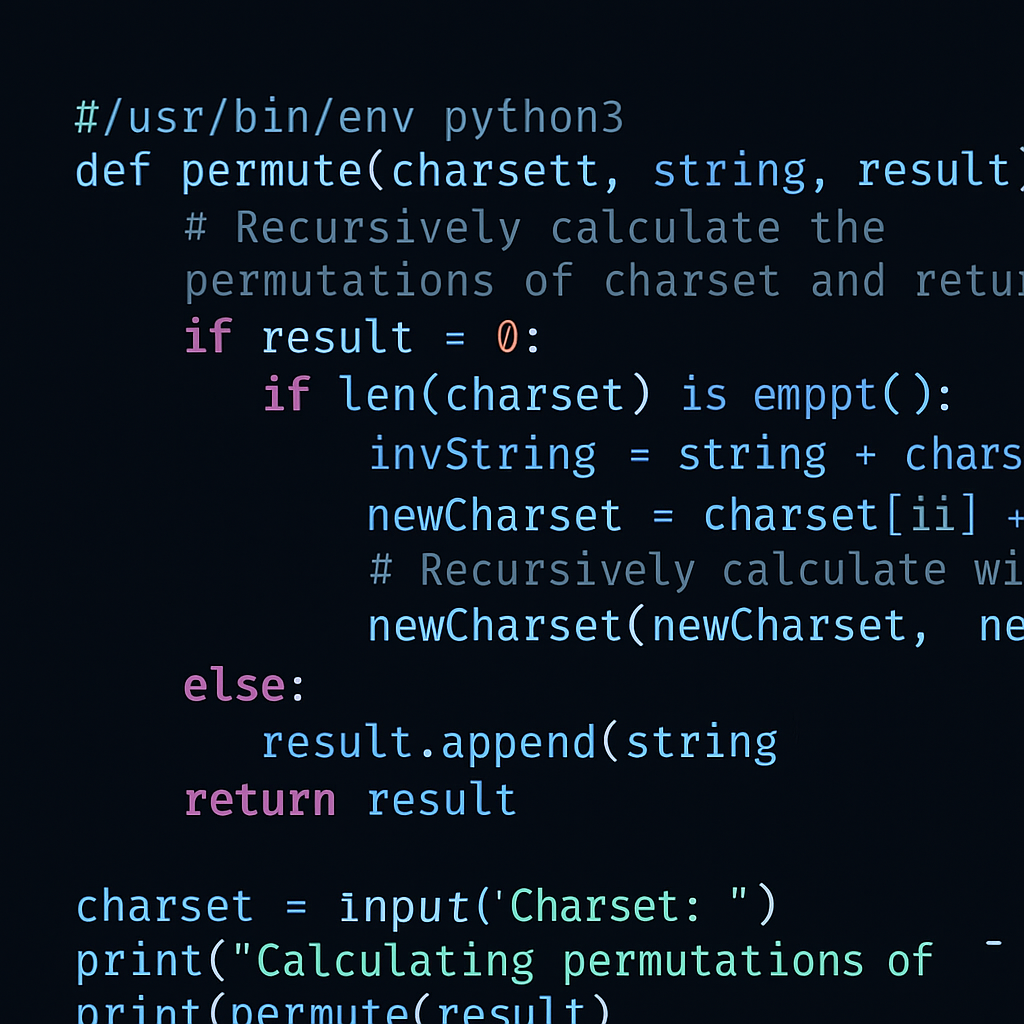 #/usr/bin/env python3
def permute(charsett, string, result)
# Recursively calculate the
permutations of charset and retur
if result = 0:
if len(charset) is emppt():
invString = string + chars
newCharset = charset[ii] +
# Recursively calculate wi
newCharset(newCharset, ne
else:
result.append(string
return result
charset = input('Charset: ")
print("Calculating permutations of -
print(permute(result)